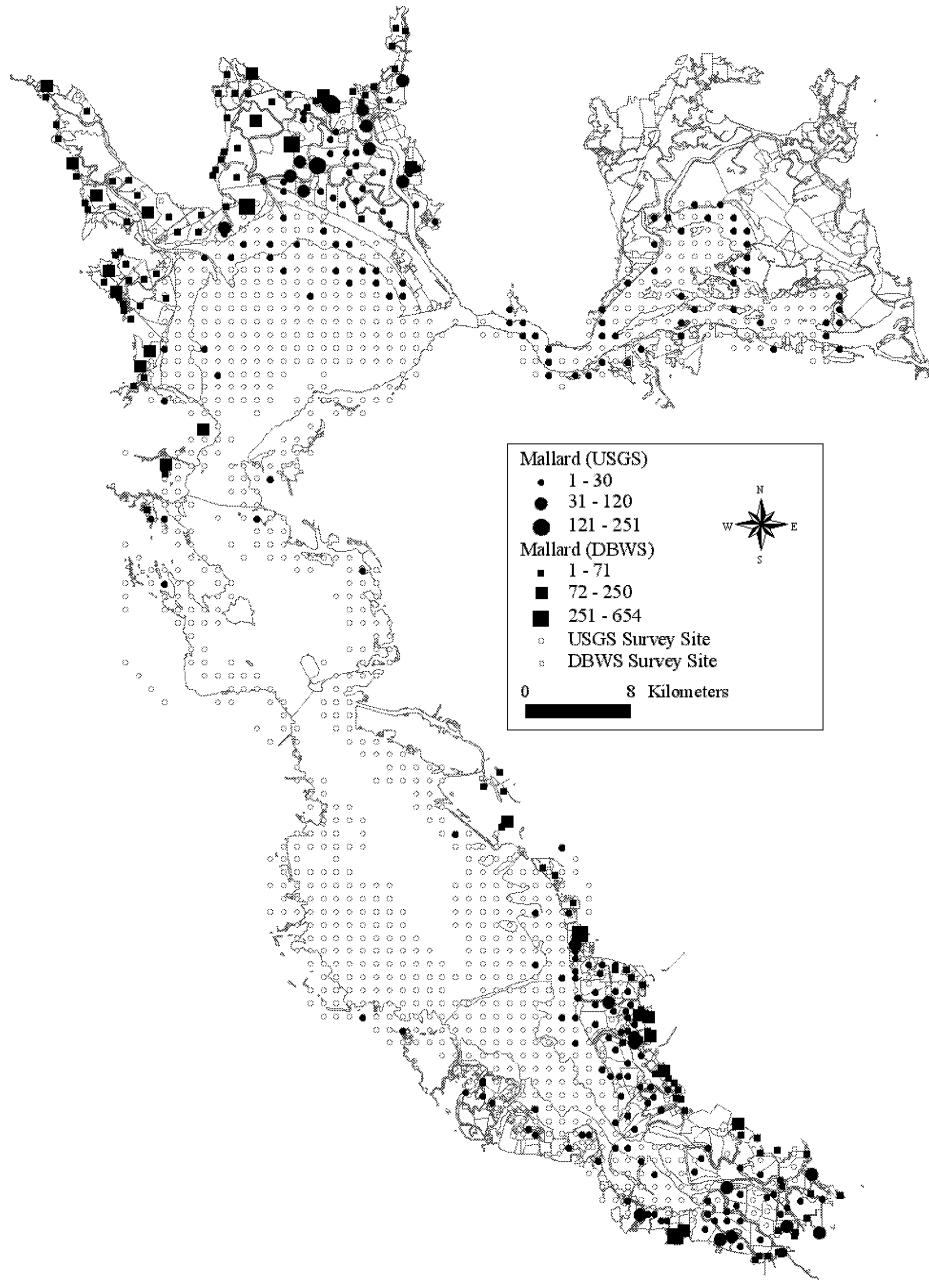 Mallard (USGS)
1 - 30
31 - 120
121 - 251
Mallard (DBWS)
1 - 71
72 - 250
251 - 654
USGS Survey Site
DBWS Survey Site
0 8 Kilometers
N
W E
S